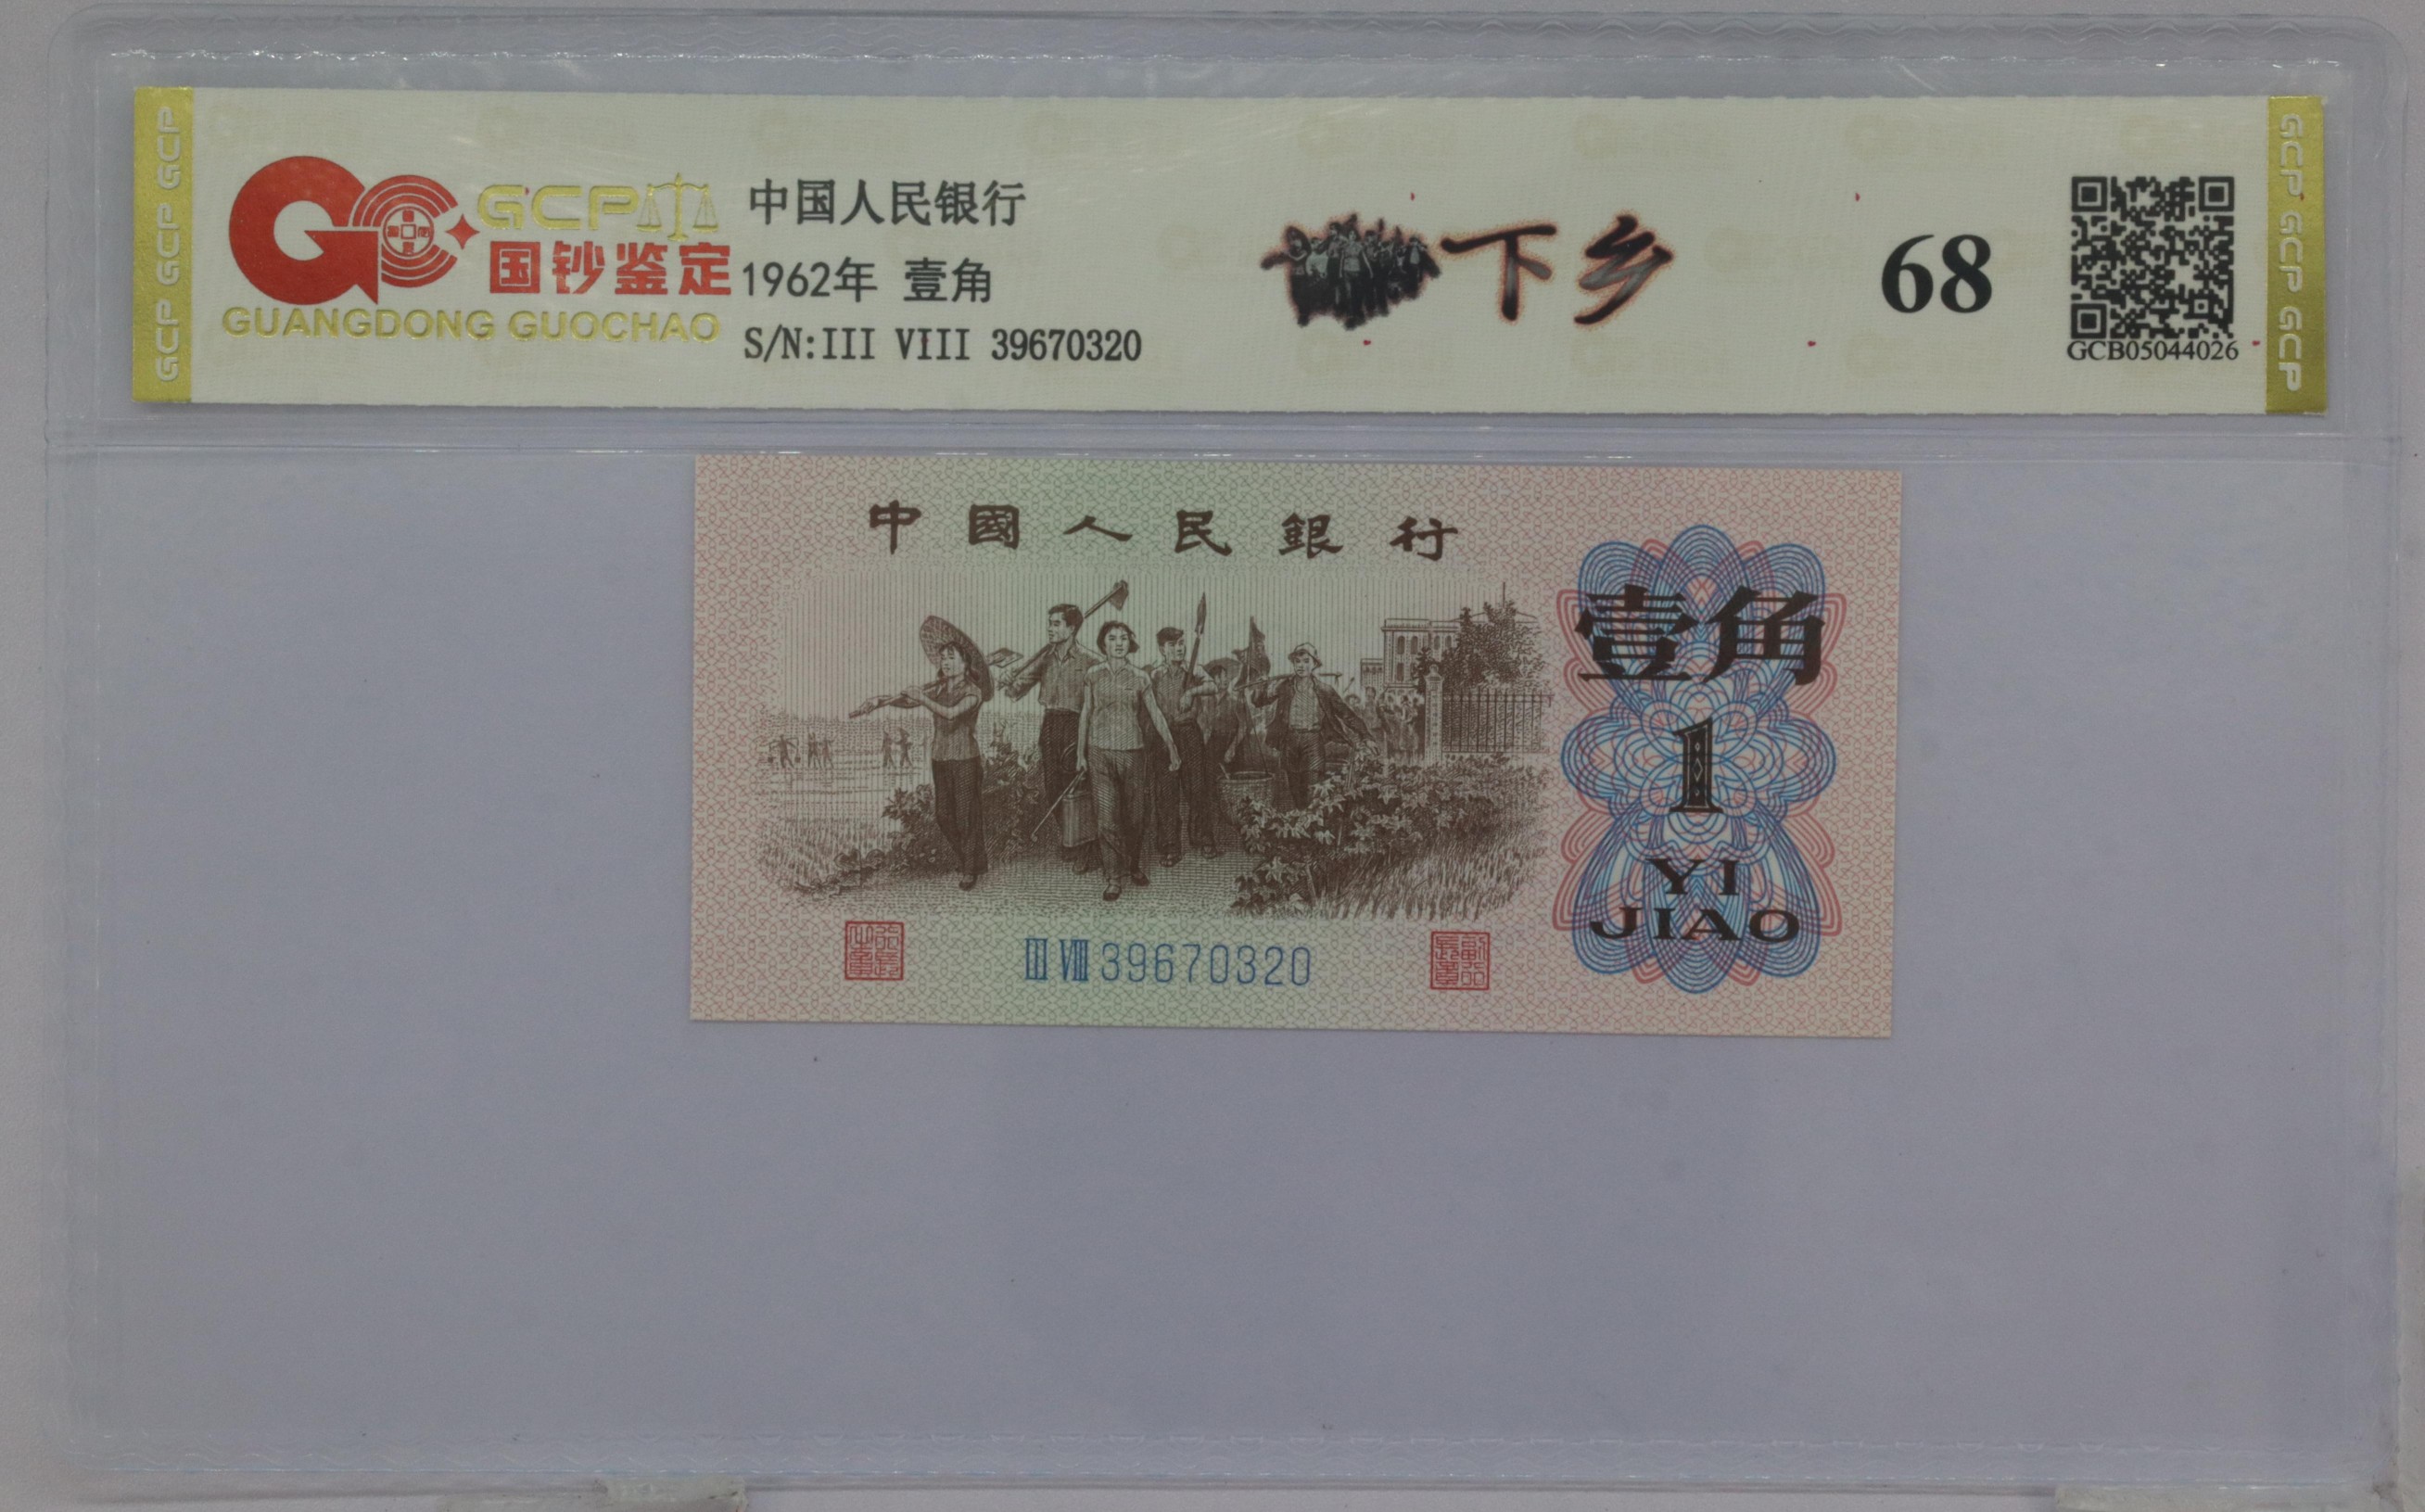 GCP GCP GCP
GCP
国钞鉴定
GUANGDONG GUOCHAO
中国人民银行
1962年 壹角
S/N:III VIII 39670320
下乡
68
GCB05044026
GCP GCP GCP
中國人民銀行
壹角
1
YI
JIAO
III VIII 39670320